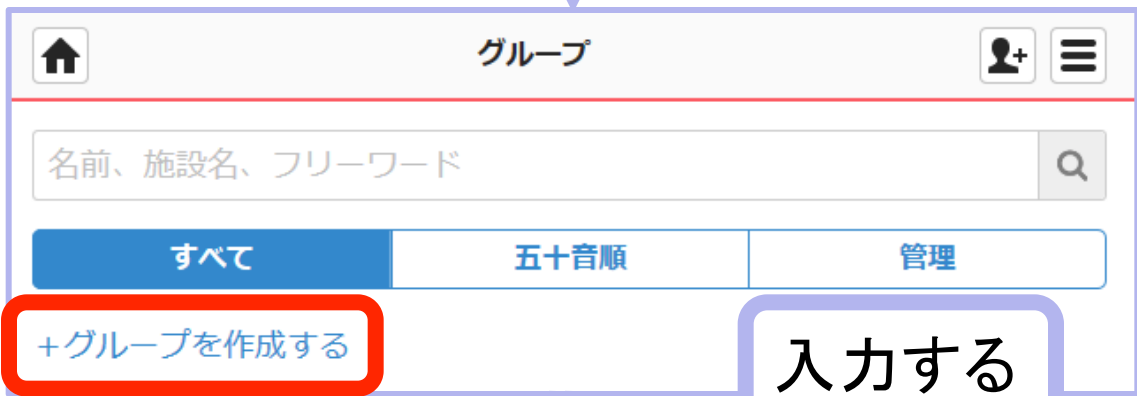 グループ
名前、施設名、フリーワード
すべて 五十音順 管理
+グループを作成する
入力する